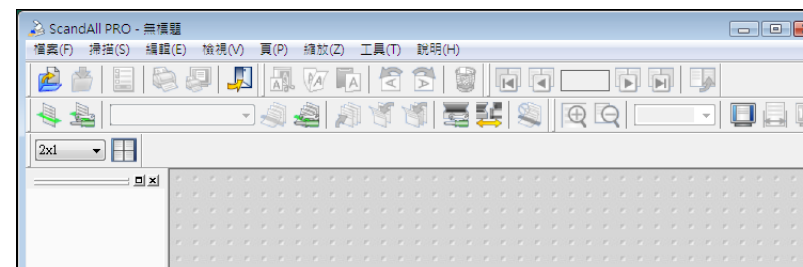 ScandAll PRO - 無標題
檔案(F) 掃描(S) 編輯(E) 檢視(V) 頁(P) 縮放(Z) 工具(T) 說明(H)
2x1